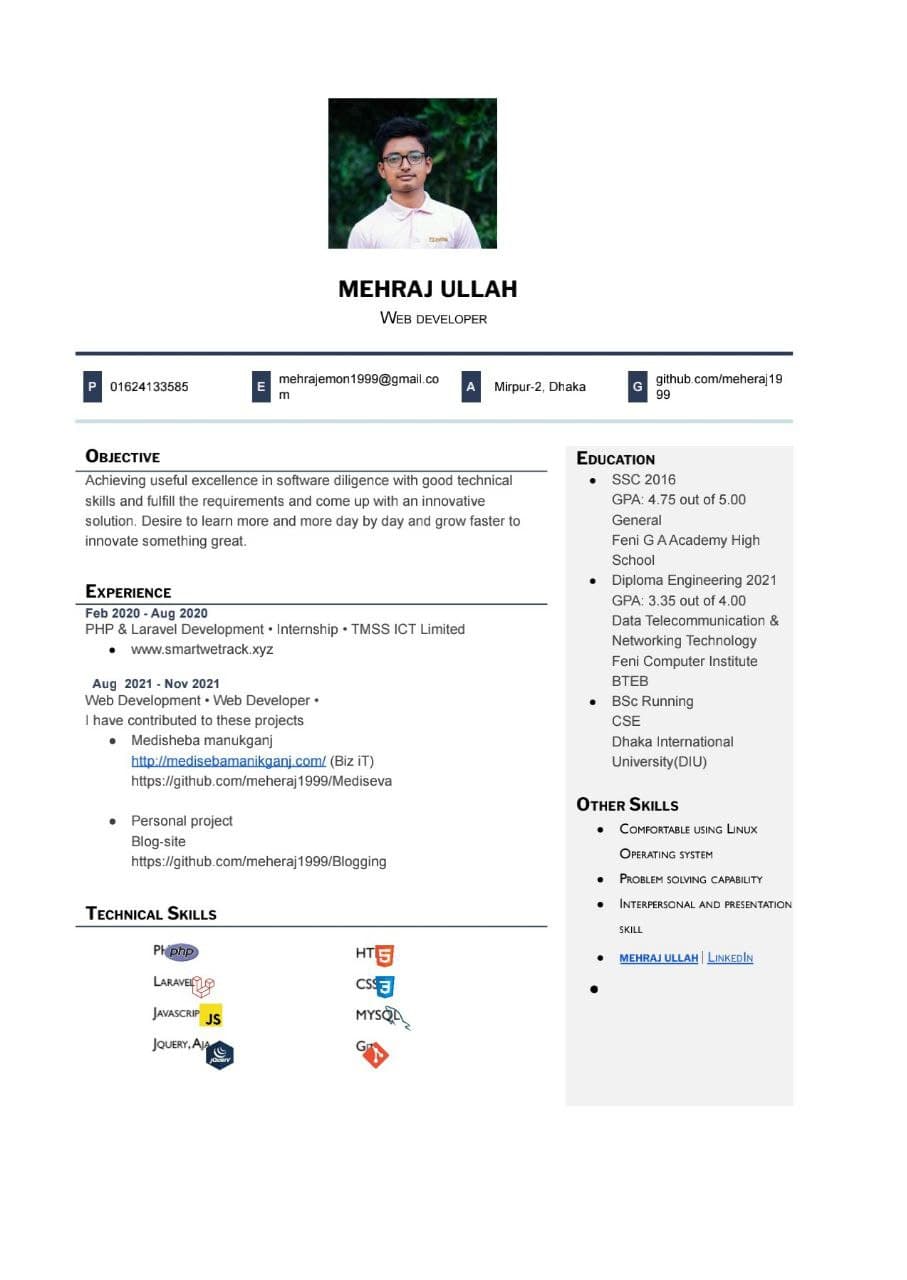 MEHRAJ ULLAH
WEB DEVELOPER
P 01624133585
E mehrajemon1999@gmail.co
m
A Mirpur-2, Dhaka
G github.com/meheraj19
99
OBJECTIVE
Achieving useful excellence in software diligence with good technical
skills and fulfill the requirements and come up with an innovative
solution. Desire to learn more and more day by day and grow faster to
innovate something great.
EXPERIENCE
Feb 2020 - Aug 2020
PHP & Laravel Development • Internship • TMSS ICT Limited
● www.smartwetrack.xyz
Aug 2021 - Nov 2021
Web Development • Web Developer •
I have contributed to these projects
● Medisheba manukganj
http://medisebamanikganj.com/ (Biz iT)
https://github.com/meheraj1999/Mediseva
● Personal project
Blog-site
https://github.com/meheraj1999/Blogging
TECHNICAL SKILLS
PH php
LARAVEL
JAVASCRIP JS
JQUERY, AJA jQuery
HT 5
CSS 3
MYSQL
GIT
EDUCATION
● SSC 2016
GPA: 4.75 out of 5.00
General
Feni G A Academy High
School
● Diploma Engineering 2021
GPA: 3.35 out of 4.00
Data Telecommunication &
Networking Technology
Feni Computer Institute
BTEB
● BSc Running
CSE
Dhaka International
University(DIU)
OTHER SKILLS
● COMFORTABLE USING LINUX
OPERATING SYSTEM
● PROBLEM SOLVING CAPABILITY
● INTERPERSONAL AND PRESENTATION
SKILL
● MEHRAJ ULLAH | LINKEDIN
●